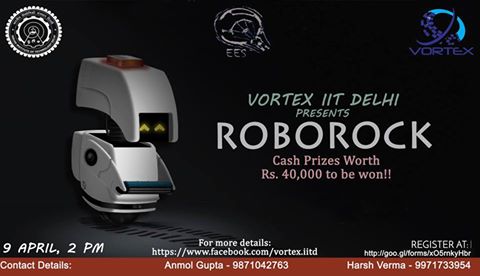 EES
VORTEX
VORTEX IIT DELHI
PRESENTS
ROBOROCK
Cash Prizes Worth
Rs. 40,000 to be won!!
9 APRIL, 2 PM
For more details:
https://www.facebook.com/vortex.iitd
REGISTER AT:
http://goo.gl/forms/xO5rnkyHbr
Contact Details:
Anmol Gupta - 9871042763
Harsh Verma - 9971733954